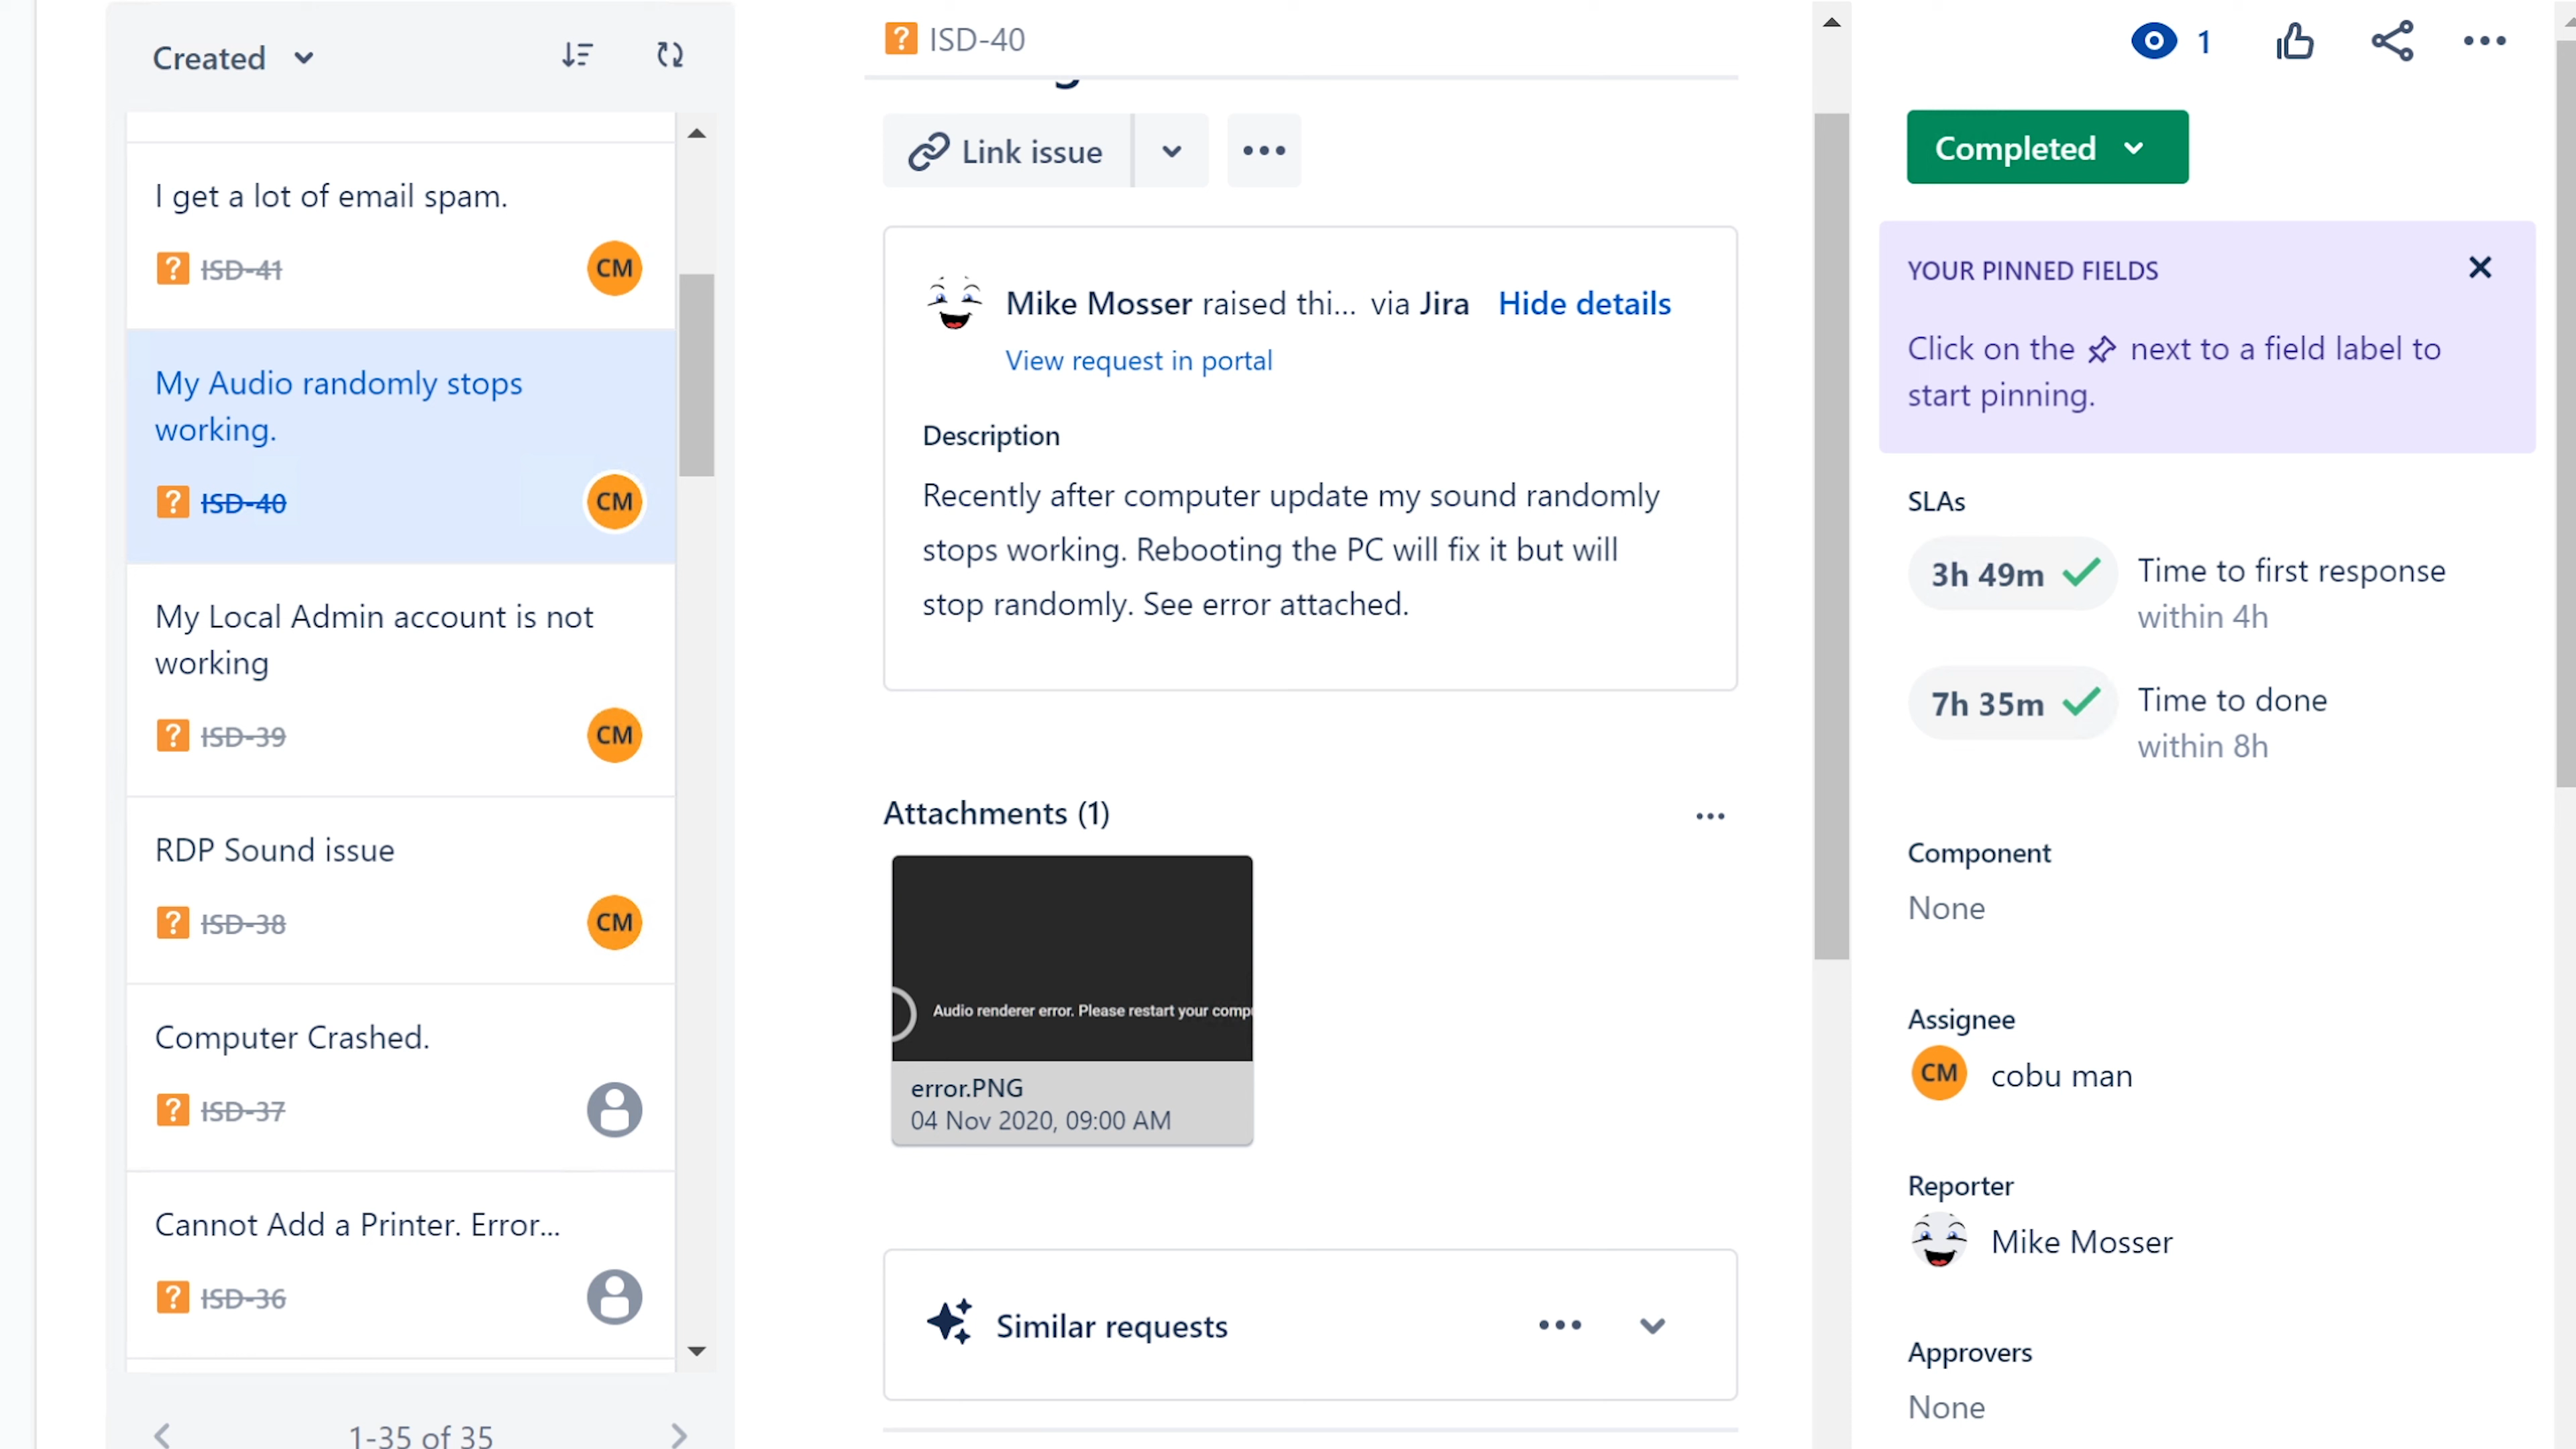 Created
I get a lot of email spam.
ISD-41
CM
My Audio randomly stops
working.
ISD-40
CM
My Local Admin account is not
working
ISD-39
CM
RDP Sound issue
ISD-38
CM
Computer Crashed.
ISD-37
Cannot Add a Printer. Error...
ISD-36
1-35 of 35
ISD-40
Link issue
Mike Mosser raised thi... via Jira Hide details
View request in portal
Description
Recently after computer update my sound randomly
stops working. Rebooting the PC will fix it but will
stop randomly. See error attached.
Attachments (1)
Audio renderer error. Please restart your comp
error.PNG
04 Nov 2020, 09:00 AM
Similar requests
1
Completed
YOUR PINNED FIELDS
Click on the next to a field label to
start pinning.
SLAs
3h 49m Time to first response
within 4h
7h 35m Time to done
within 8h
Component
None
Assignee
CM cobu man
Reporter
Mike Mosser
Approvers
None